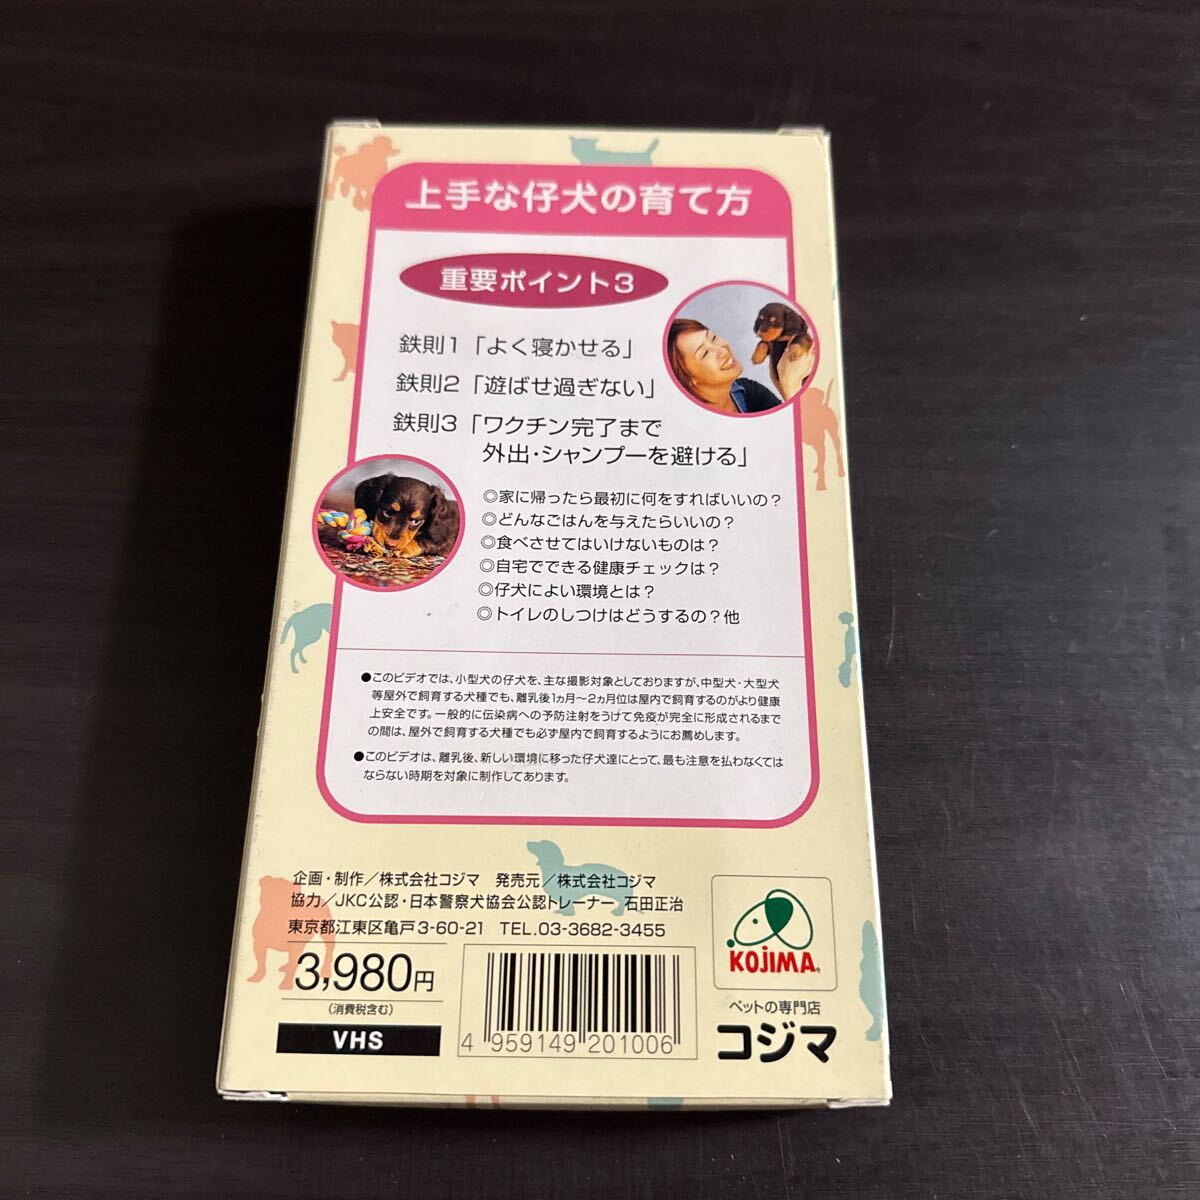 上手な仔犬の育て方
重要ポイント3
鉄則1「よく寝かせる」
鉄則2「遊ばせ過ぎない」
鉄則3「ワクチン完了まで
外出・シャンプーを避ける」
◎家に帰ったら最初に何をすればいいの?
◎どんなごはんを与えたらいいの?
◎食べさせてはいけないものは?
◎自宅でできる健康チェックは?
◎仔犬によい環境とは?
◎トイレのしつけはどうするの?他
●このビデオでは、小型犬の仔犬を、主な撮影対象としておりますが、中型犬・大型犬
等屋外で飼育する犬種でも、離乳後1ヵ月〜2ヵ月位は屋内で飼育するのがより健康
上安全です。一般的に伝染病への予防注射をうけて免疫が完全に形成されるまで
の間は、屋外で飼育する犬種でも必ず屋内で飼育するようにお薦めします。
●このビデオは、離乳後、新しい環境に移った仔犬達にとって、最も注意を払わなくては
ならない時期を対象に制作してあります。
企画・制作/株式会社コジマ 発売元/株式会社コジマ
協力/JKC公認・日本警察犬協会公認トレーナー 石田正治
東京都江東区亀戸3-60-21 TEL.03-3682-3455
3,980円
(消費税含む)
VHS
4 959149 201006
KOJIMA
ペットの専門店
コジマ